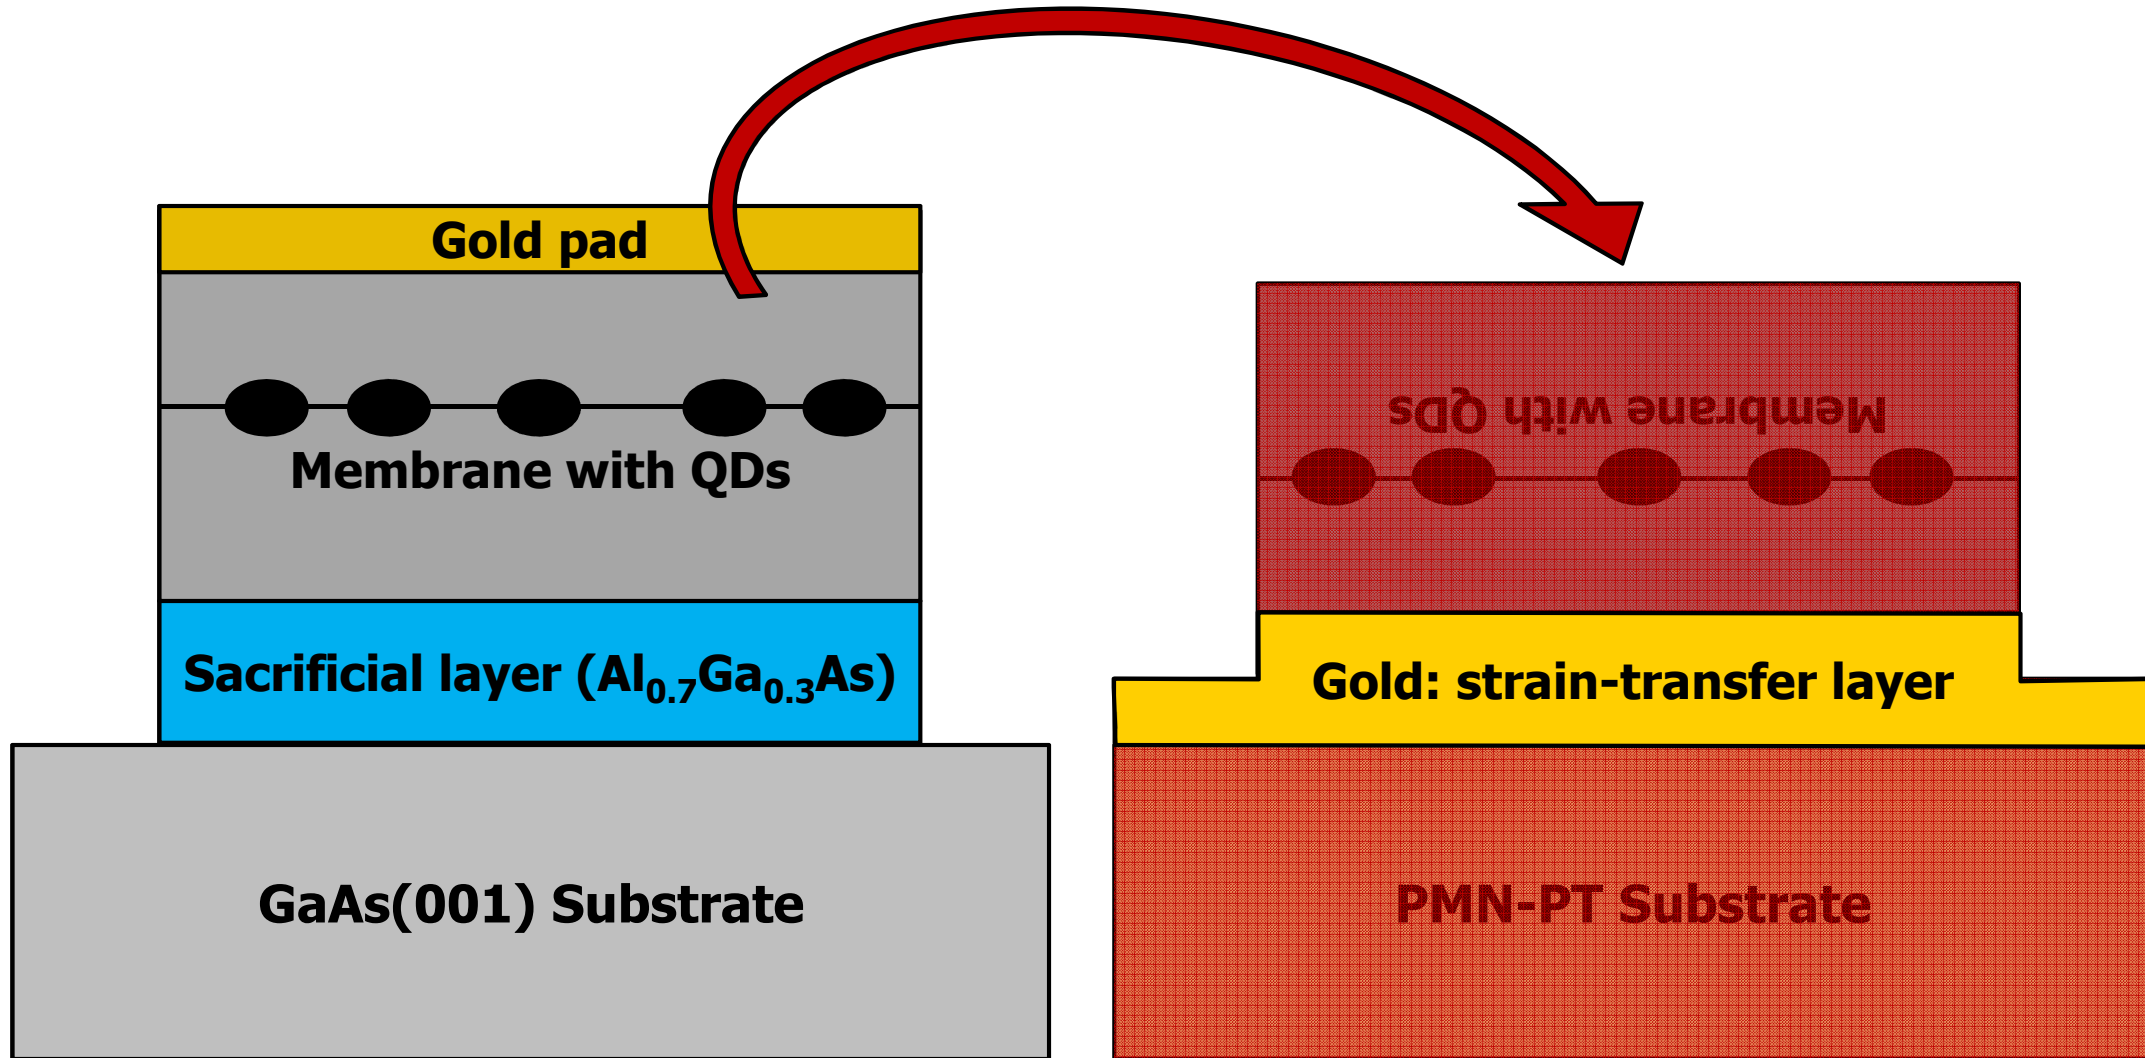 Gold pad
Membrane with QDs
Sacrificial layer (Al₀.₇Ga₀.₃As)
GaAs(001) Substrate
Membrane with QDs
Gold: strain-transfer layer
PMN-PT Substrate